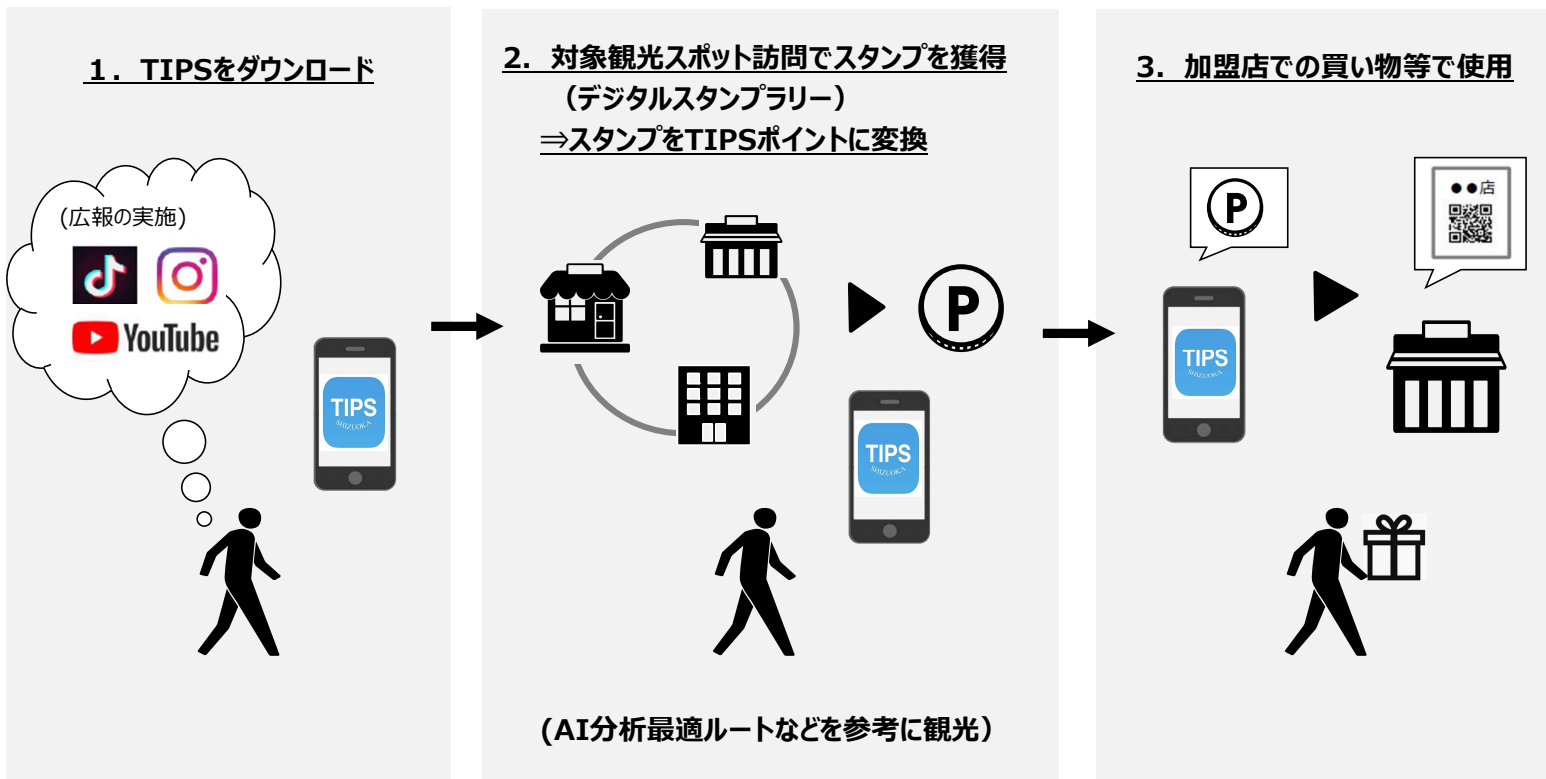 １．TIPSをダウンロード
(広報の実施)
YouTube
TIPS
SHIZUOKA
2．対象観光スポット訪問でスタンプを獲得
（デジタルスタンプラリー）
⇒スタンプをTIPSポイントに変換
P
TIPS
SHIZUOKA
(AI分析最適ルートなどを参考に観光）
3．加盟店での買い物等で使用
P
●●店
TIPS
SHIZUOKA